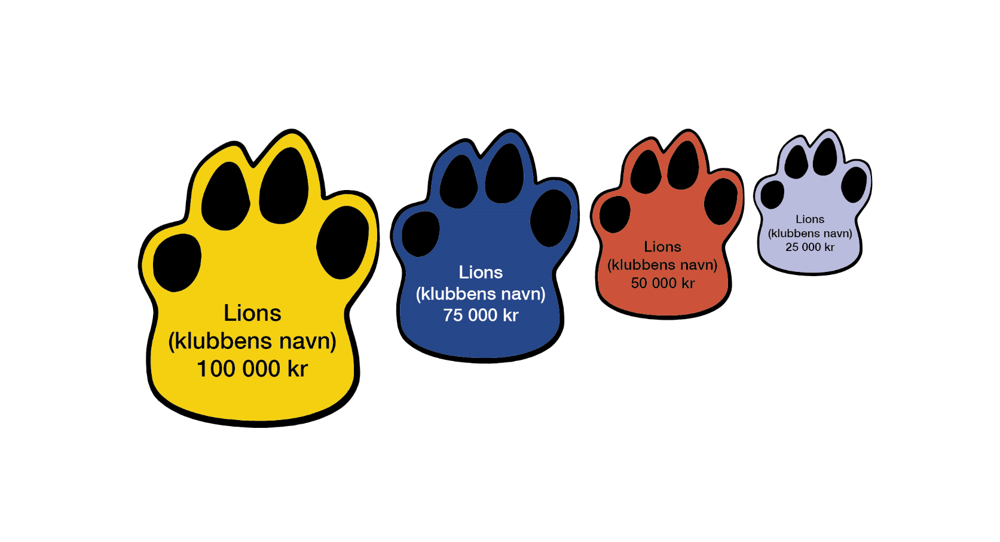 Lions
(klubbens navn)
100 000 kr
Lions
(klubbens navn)
75 000 kr
Lions
(klubbens navn)
50 000 kr
Lions
(klubbens navn)
25 000 kr